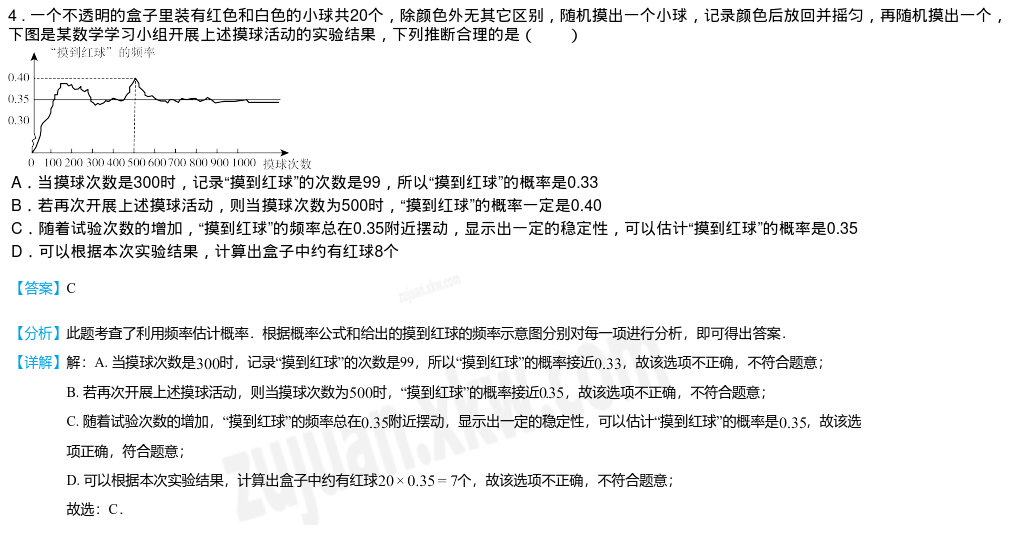 4．一个不透明的盒子里装有红色和白色的小球共20个，除颜色外无其它区别，随机摸出一个小球，记录颜色后放回并摇匀，再随机摸出一个，
下图是某数学学习小组开展上述摸球活动的实验结果，下列推断合理的是（　　）
“摸到红球”的频率
0.40
0.35
0.30
0 100 200 300 400 500 600 700 800 900 1000 摸球次数
A．当摸球次数是300时，记录“摸到红球”的次数是99，所以“摸到红球”的概率是0.33
B．若再次开展上述摸球活动，则当摸球次数为500时，“摸到红球”的概率一定是0.40
C．随着试验次数的增加，“摸到红球”的频率总在0.35附近摆动，显示出一定的稳定性，可以估计“摸到红球”的概率是0.35
D．可以根据本次实验结果，计算出盒子中约有红球8个
【答案】C
zujuan.xkw.com
【分析】此题考查了利用频率估计概率．根据概率公式和给出的摸到红球的频率示意图分别对每一项进行分析，即可得出答案．
【详解】解：A. 当摸球次数是300时，记录“摸到红球”的次数是99，所以“摸到红球”的概率接近0.33，故该选项不正确，不符合题意；
B. 若再次开展上述摸球活动，则当摸球次数为500时，“摸到红球”的概率接近0.35，故该选项不正确，不符合题意；
C. 随着试验次数的增加，“摸到红球”的频率总在0.35附近摆动，显示出一定的稳定性，可以估计“摸到红球”的概率是0.35，故该选
项正确，符合题意；
D. 可以根据本次实验结果，计算出盒子中约有红球20×0.35＝7个，故该选项不正确，不符合题意；
故选：C．
zujuan.xkw.com